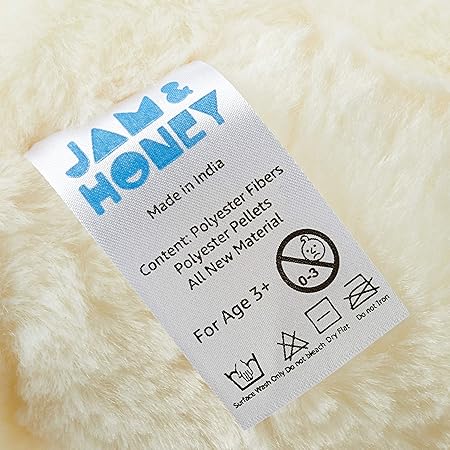 JAM &
HONEY
Made in India
Content: Polyester Fibers
Polyester Pellets
All New Material
For Age 3+
0-3
Surface Wash Only Do not bleach Dry Flat Do not Iron